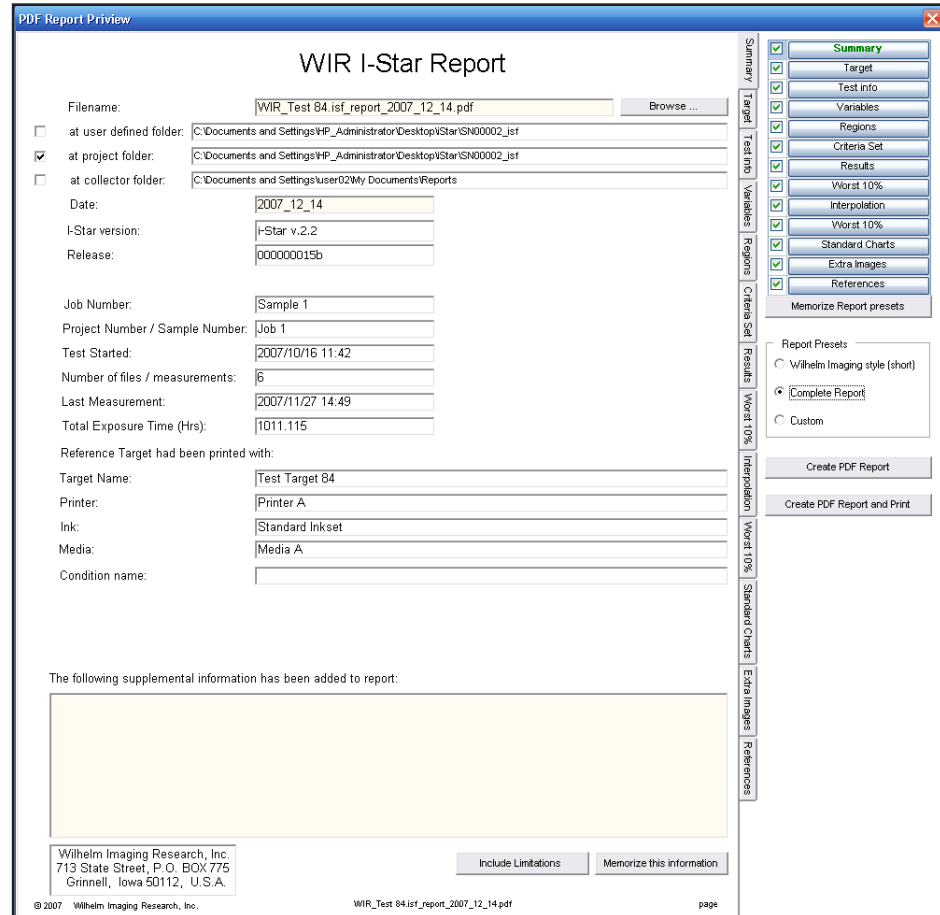 PDF Report Priview
WIR I-Star Report
Filename: WIR_Test 84.isf_report_2007_12_14.pdf Browse ...
at user defined folder: C:\Documents and Settings\HP_Administrator\Desktop\iStar\SN00002_isf
at project folder: C:\Documents and Settings\HP_Administrator\Desktop\iStar\SN00002_isf
at collector folder: C:\Documents and Settings\user02\My Documents\Reports
Date: 2007_12_14
I-Star version: i-Star v.2.2
Release: 000000015b
Job Number: Sample 1
Project Number / Sample Number: Job 1
Test Started: 2007/10/16 11:42
Number of files / measurements: 6
Last Measurement: 2007/11/27 14:49
Total Exposure Time (Hrs): 1011.115
Reference Target had been printed with:
Target Name: Test Target 84
Printer: Printer A
Ink: Standard Inkset
Media: Media A
Condition name:
The following supplemental information has been added to report:
Wilhelm Imaging Research, Inc.
713 State Street, P.O. BOX 775
Grinnell, Iowa 50112, U.S.A.
Include Limitations Memorize this information
© 2007 Wilhelm Imaging Research, Inc. WIR_Test 84.isf_report_2007_12_14.pdf page
Summary
Target
Test info
Variables
Regions
Criteria Set
Results
Worst 10%
Interpolation
Worst 10%
Standard Charts
Extra Images
References
Summary
Target
Test info
Variables
Regions
Criteria Set
Results
Worst 10%
Interpolation
Worst 10%
Standard Charts
Extra Images
References
Memorize Report presets
Report Presets
Wilhelm Imaging style (short)
Complete Report
Custom
Create PDF Report
Create PDF Report and Print